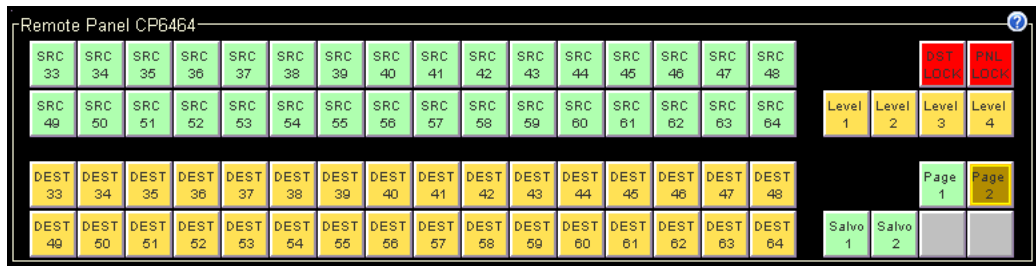 Remote Panel CP6464
?
SRC 33 SRC 34 SRC 35 SRC 36 SRC 37 SRC 38 SRC 39 SRC 40 SRC 41 SRC 42 SRC 43 SRC 44 SRC 45 SRC 46 SRC 47 SRC 48 DST LOCK PNL LOCK
SRC 49 SRC 50 SRC 51 SRC 52 SRC 53 SRC 54 SRC 55 SRC 56 SRC 57 SRC 58 SRC 59 SRC 60 SRC 61 SRC 62 SRC 63 SRC 64 Level 1 Level 2 Level 3 Level 4
DEST 33 DEST 34 DEST 35 DEST 36 DEST 37 DEST 38 DEST 39 DEST 40 DEST 41 DEST 42 DEST 43 DEST 44 DEST 45 DEST 46 DEST 47 DEST 48 Page 1 Page 2
DEST 49 DEST 50 DEST 51 DEST 52 DEST 53 DEST 54 DEST 55 DEST 56 DEST 57 DEST 58 DEST 59 DEST 60 DEST 61 DEST 62 DEST 63 DEST 64 Salvo 1 Salvo 2